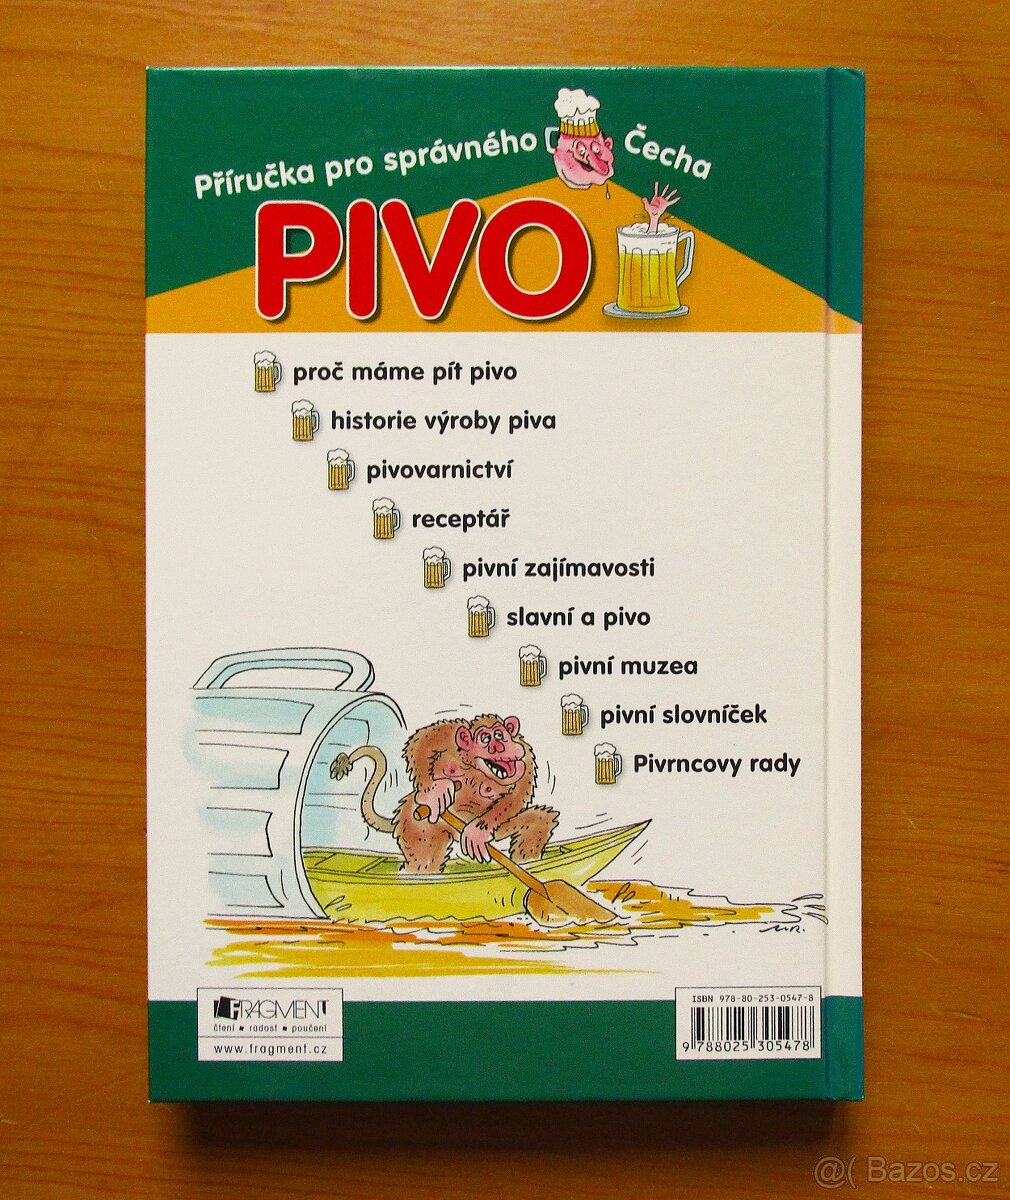 Příručka pro správného Čecha
PIVO
proč máme pít pivo
historie výroby piva
pivovarnictví
receptář
pivní zajímavosti
slavní a pivo
pivní muzea
pivní slovníček
Pivrncovy rady
FRAGMENT
čtení ▪ radost ▪ poučení
www.fragment.cz
ISBN 978-80-253-0547-8
9 788025 305478
@( Bazos.cz